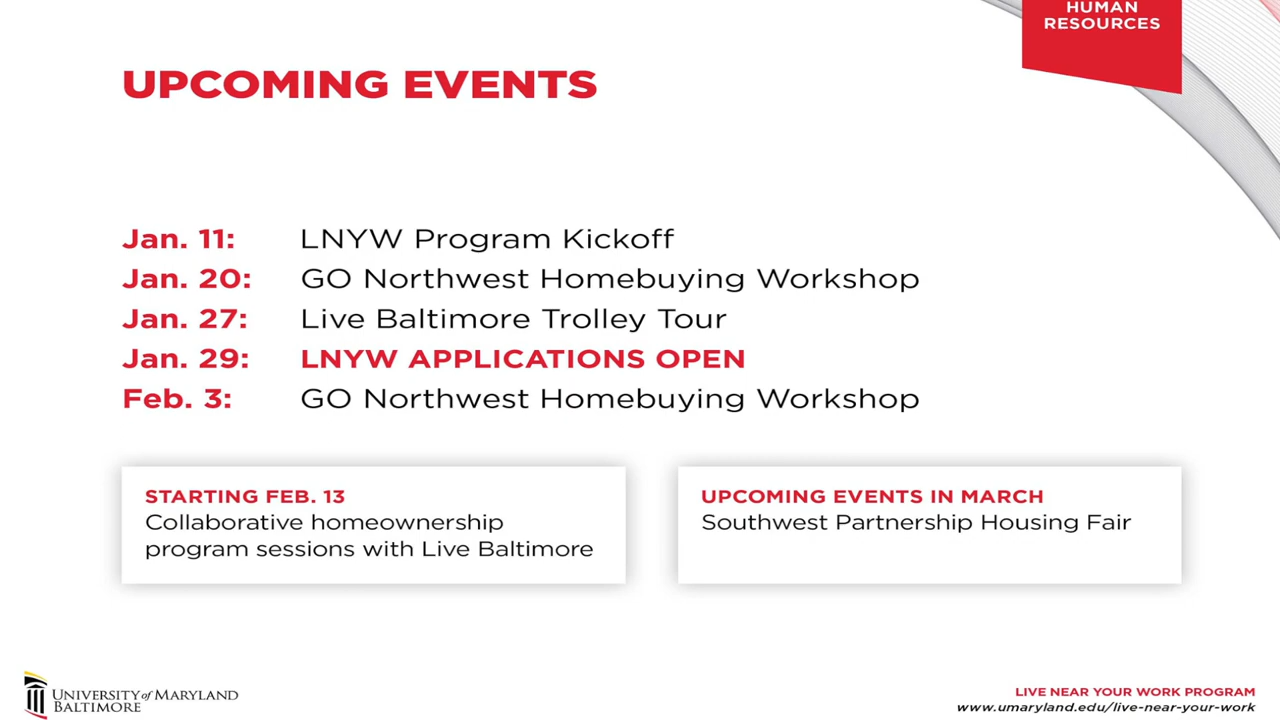 HUMAN
RESOURCES
UPCOMING EVENTS
Jan. 11: LNYW Program Kickoff
Jan. 20: GO Northwest Homebuying Workshop
Jan. 27: Live Baltimore Trolley Tour
Jan. 29: LNYW APPLICATIONS OPEN
Feb. 3: GO Northwest Homebuying Workshop
STARTING FEB. 13
Collaborative homeownership
program sessions with Live Baltimore
UPCOMING EVENTS IN MARCH
Southwest Partnership Housing Fair
UNIVERSITY of MARYLAND
BALTIMORE
LIVE NEAR YOUR WORK PROGRAM
www.umaryland.edu/live-near-your-work